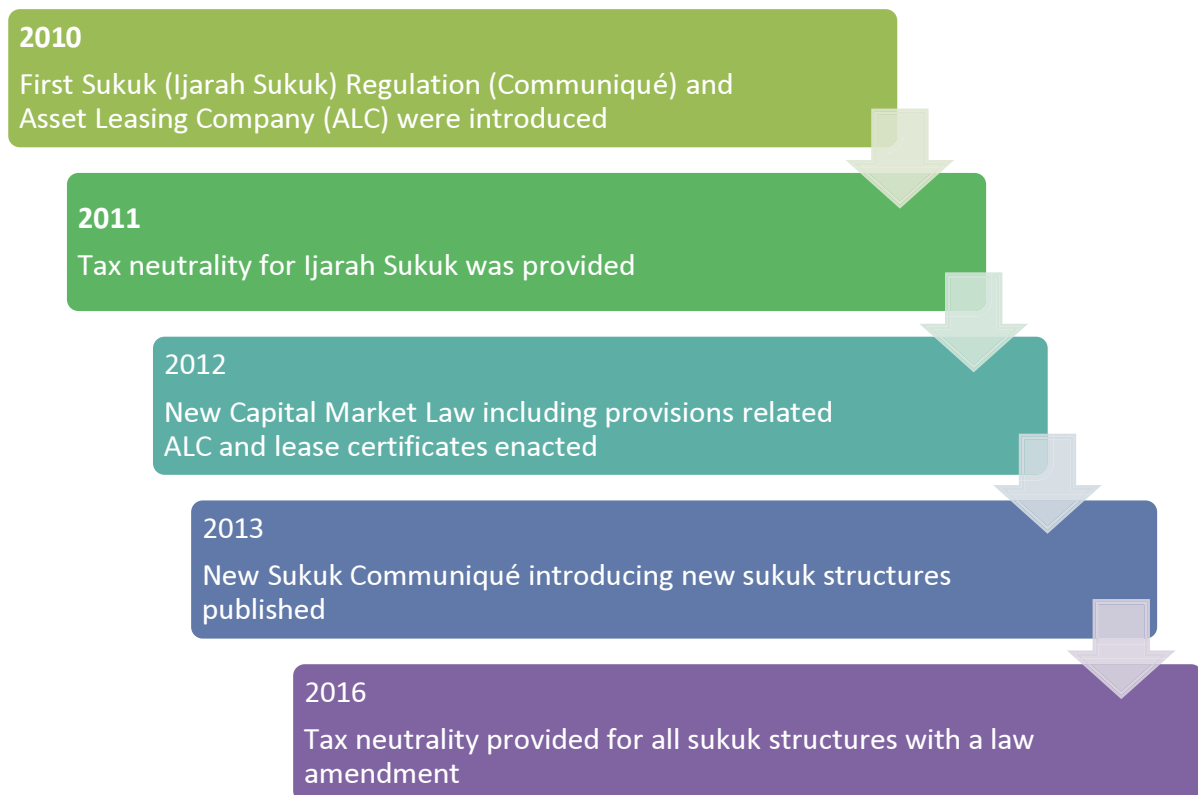 2010
First Sukuk (Ijarah Sukuk) Regulation (Communiqué) and
Asset Leasing Company (ALC) were introduced
2011
Tax neutrality for Ijarah Sukuk was provided
2012
New Capital Market Law including provisions related
ALC and lease certificates enacted
2013
New Sukuk Communiqué introducing new sukuk structures
published
2016
Tax neutrality provided for all sukuk structures with a law
amendment